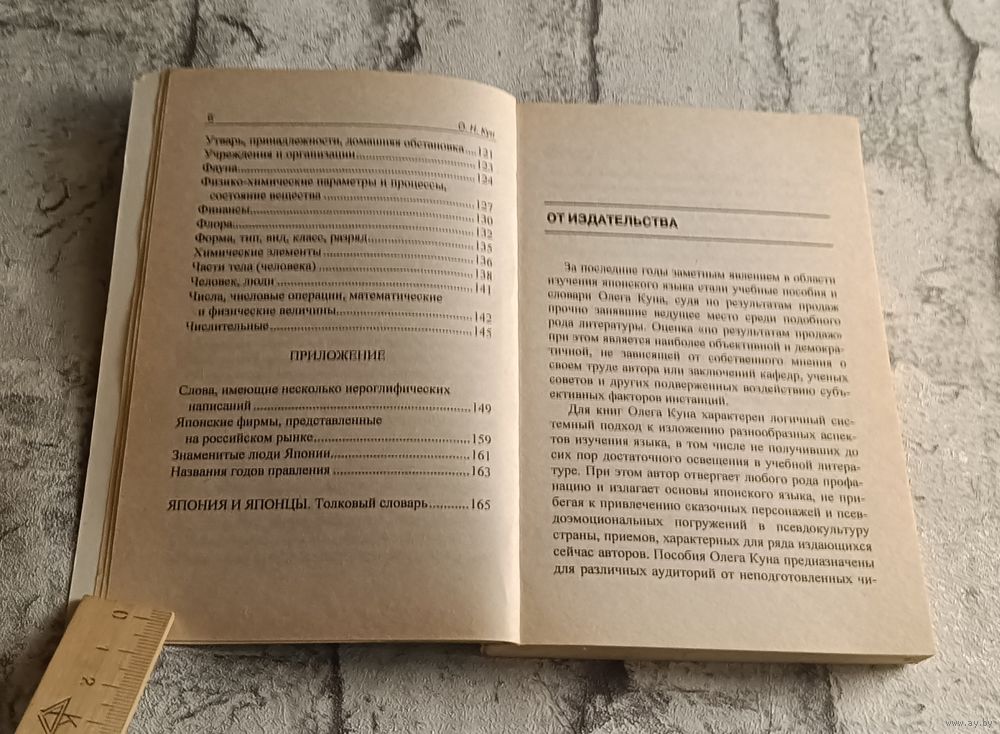 8
О. Н. Кун
Утварь, принадлежности, домашняя обстановка....121
Учреждения и организации....................................123
Фауна.....................................................................124
Физико-химические параметры и процессы,
состояние вещества ..........................................127
Финансы.................................................................130
Флора.....................................................................132
Форма, тип, вид, класс, разряд..............................135
Химические элементы ..........................................136
Части тела (человека) ...........................................138
Человек, люди .......................................................141
Числа, числовые операции, математические
и физические величины....................................142
Числительные........................................................145
ПРИЛОЖЕНИЕ
Слова, имеющие несколько иероглифических
написаний .........................................................149
Японские фирмы, представленные
на российском рынке........................................159
Знаменитые люди Японии....................................161
Названия годов правления ...................................163
ЯПОНИЯ И ЯПОНЦЫ. Толковый словарь...........165
ОТ ИЗДАТЕЛЬСТВА
За последние годы заметным явлением в области
изучения японского языка стали учебные пособия и
словари Олега Куна, судя по результатам продаж
прочно занявшие ведущее место среди подобного
рода литературы. Оценка «по результатам продаж»
при этом является наиболее объективной и демокра-
тичной, не зависящей от собственного мнения о
своем труде автора или заключений кафедр, ученых
советов и других подверженных воздействию субъ-
ективных факторов инстанций.
Для книг Олега Куна характерен логичный сис-
темный подход к изложению разнообразных аспек-
тов изучения языка, в том числе не получивших до
сих пор достаточного освещения в учебной литера-
туре. При этом автор отвергает любого рода профа-
нацию и излагает основы японского языка, не при-
бегая к привлечению сказочных персонажей и псев-
доэмоциональных погружений в псевдокультуру
страны, приемов, характерных для ряда издающихся
сейчас авторов. Пособия Олега Куна предназначены
для различных аудиторий от неподготовленных чи-
0
1
2
www.ay.by